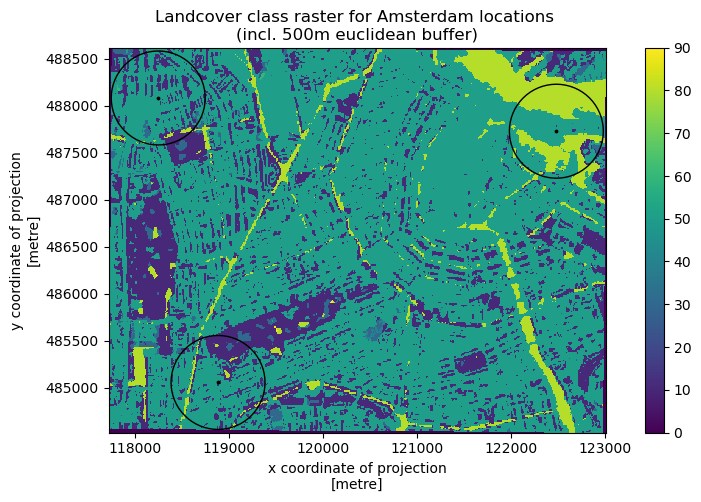 Landcover class raster for Amsterdam locations
(incl. 500m euclidean buffer)
488500
488000
487500
487000
486500
486000
485500
485000
y coordinate of projection
[metre]
118000 119000 120000 121000 122000 123000
x coordinate of projection
[metre]
90
80
70
60
50
40
30
20
10
0